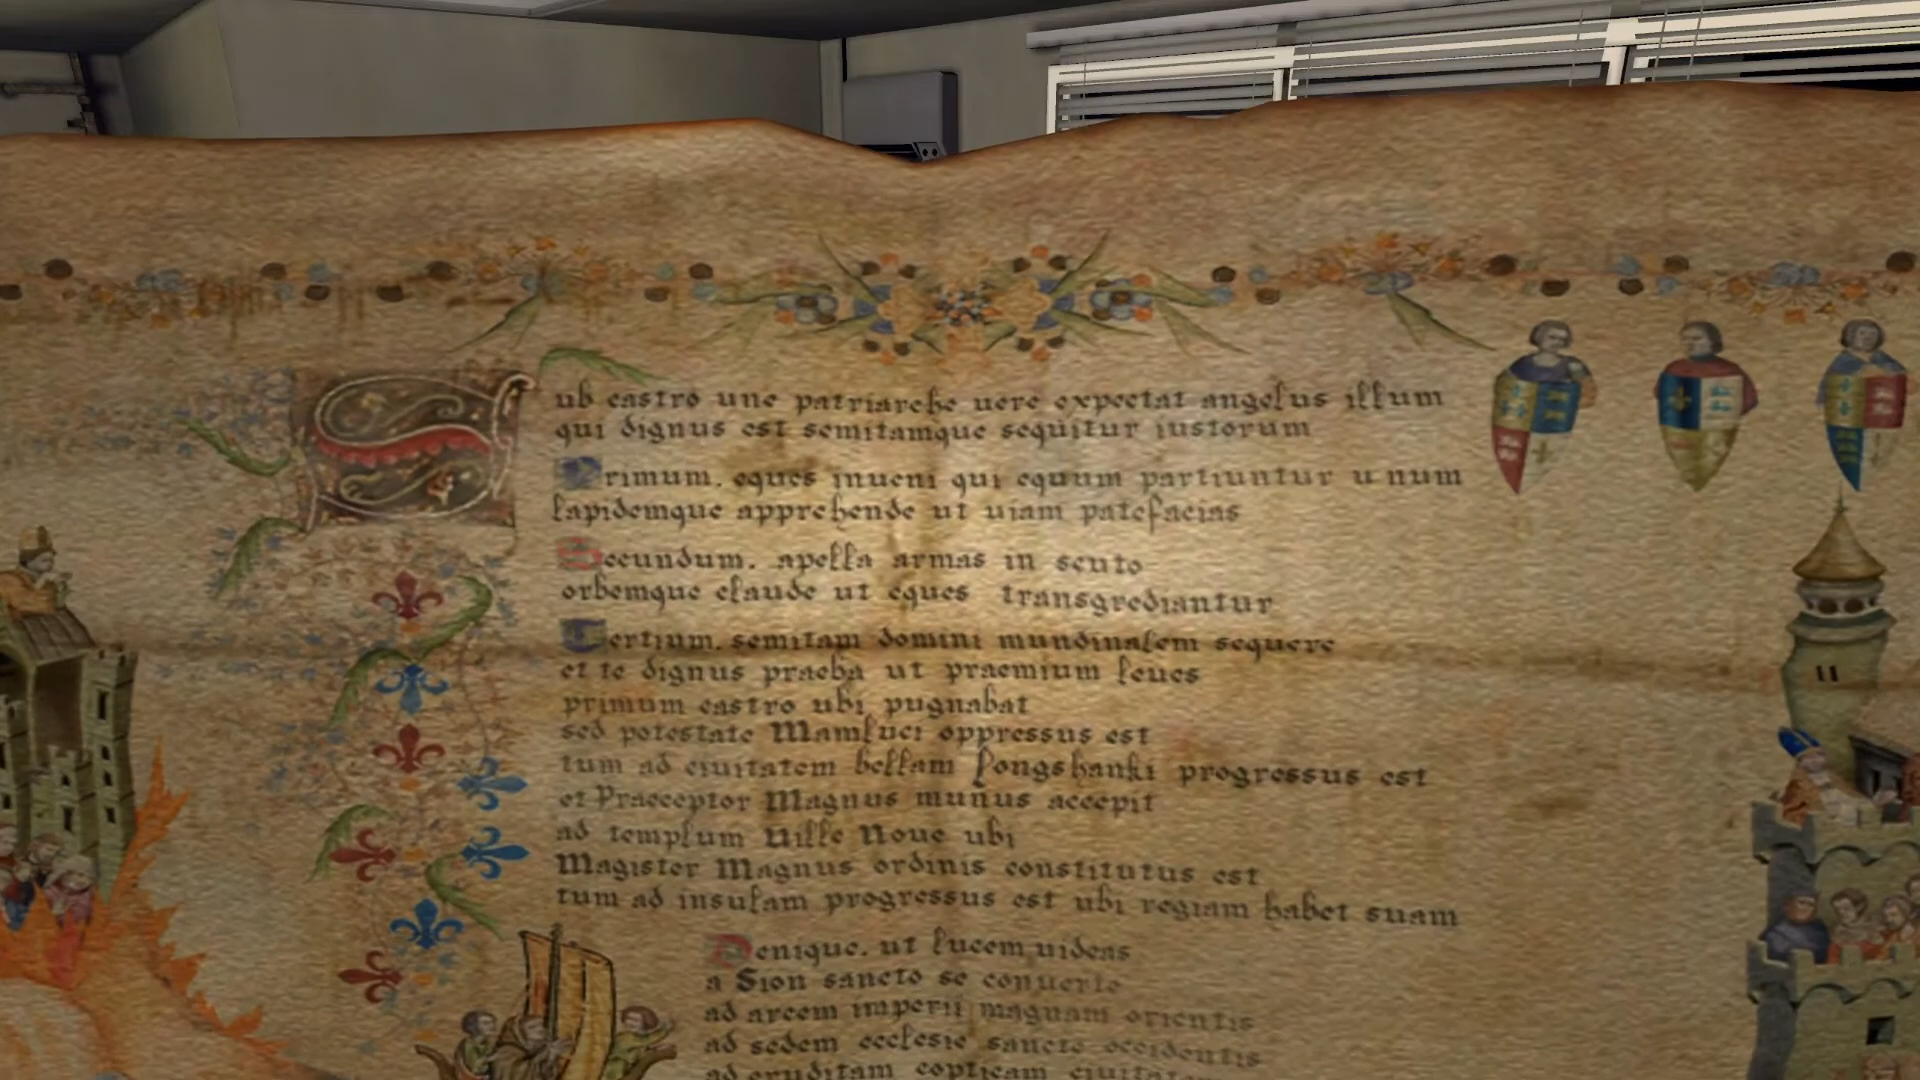 Sub castro une patriarche uere expectat angelus illum
qui dignus est semitamque sequitur iustorum
Primum. eques inueni qui equum partiuntur unum
lapidemque apprehende ut uiam patefacias
Secundum. apella armas in scuto
orbemque claude ut eques transgrediantur
Tertium. semitam domini mundinalem sequere
et te dignus praeba ut praemium leues
primum castro ubi pugnabat
sed potestate Mamluci oppressus est
tum ad ciuitatem bellam Longshanki progressus est
et Praeceptor Magnus munus accepit
ad templum Uille Noue ubi
Magister Magnus ordinis constitutus est
tum ad insulam progressus est ubi regiam habet suam
Denique. ut lucem uideas
a Sion sancto se conuerte
ad arcem imperii magnam orientis
ad sedem ecclesie sancte occidentis
ad eruditam copticam